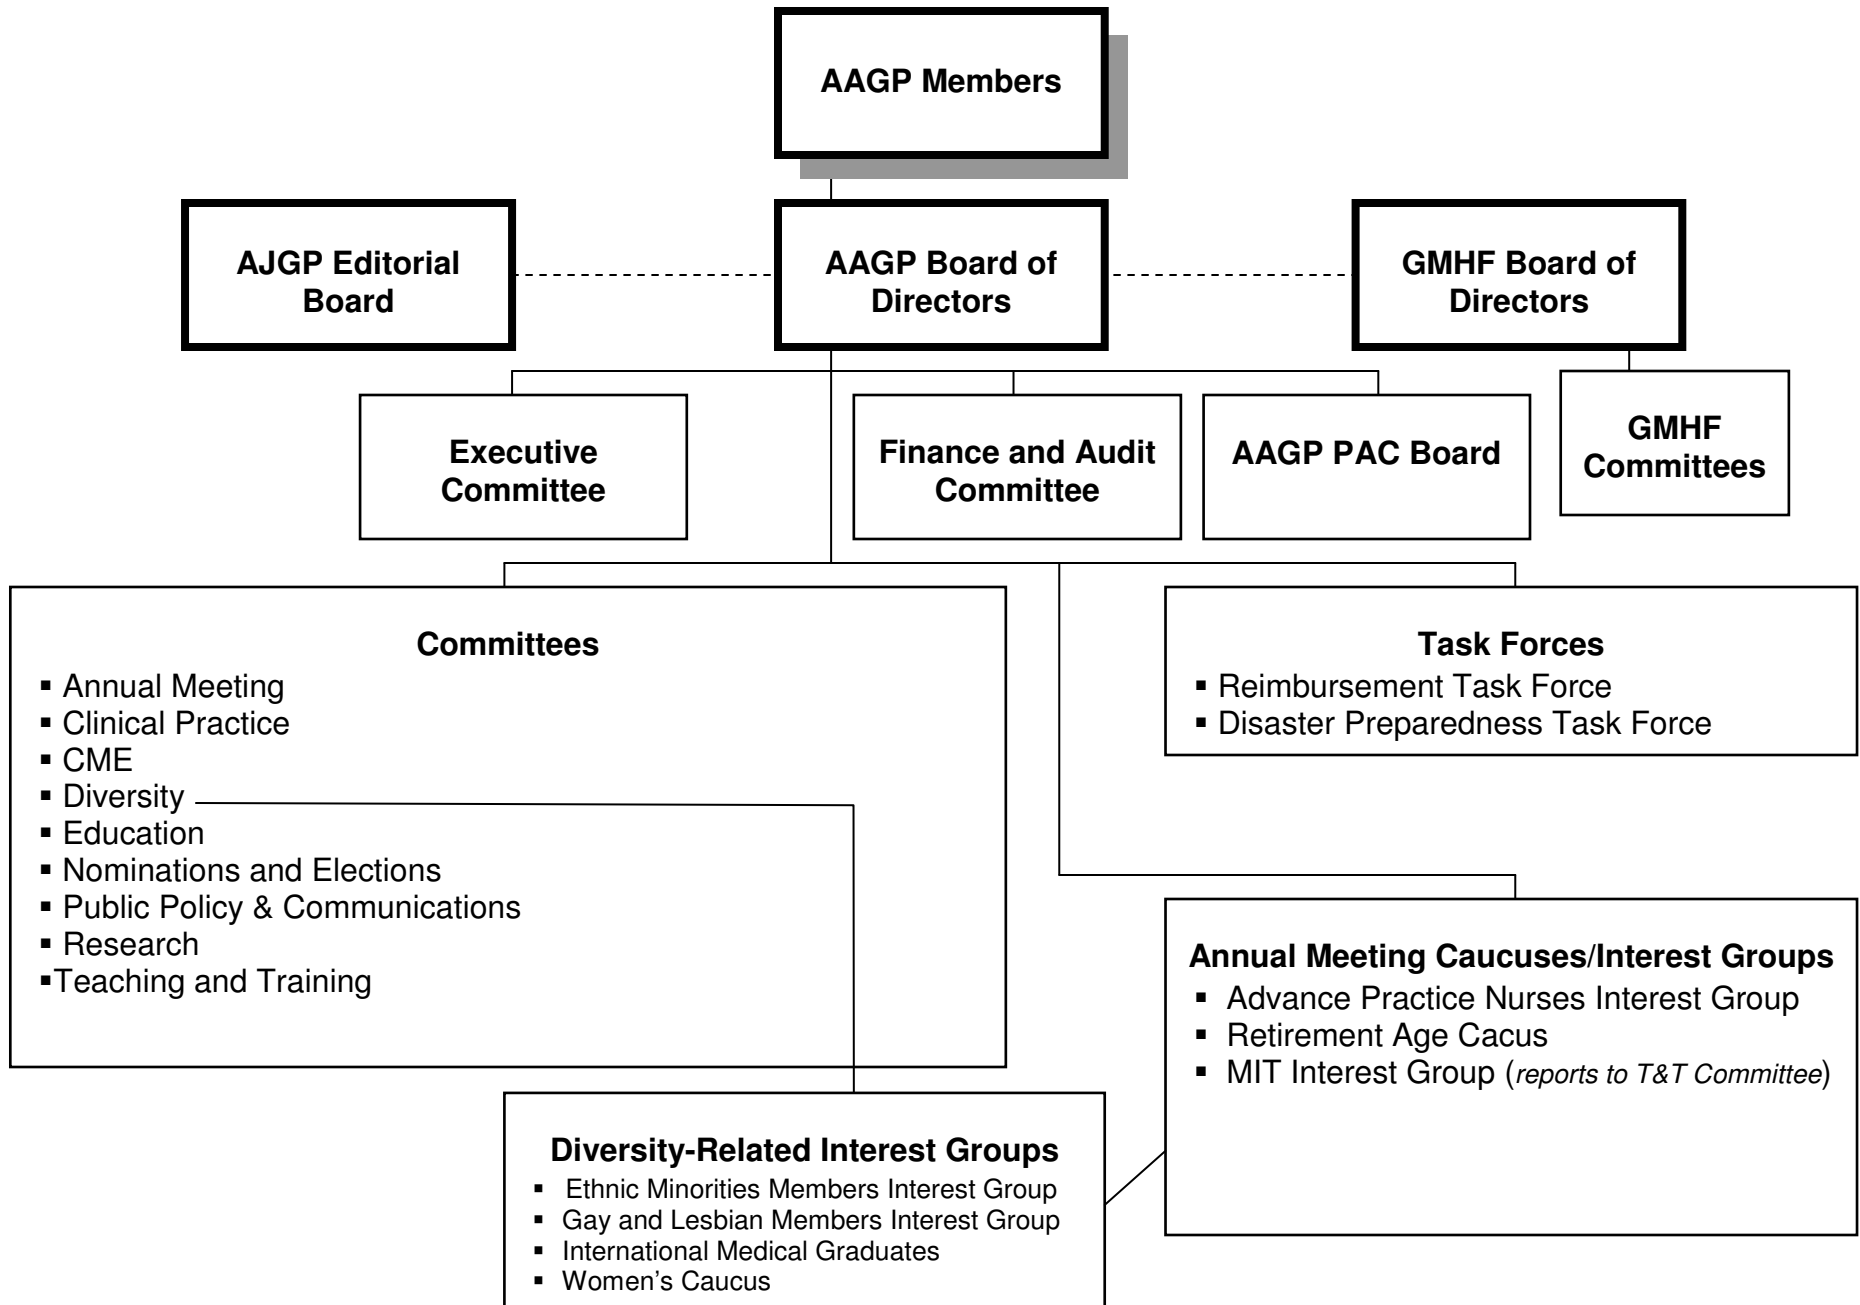 AAGP Members
AJGP Editorial
Board
AAGP Board of
Directors
GMHF Board of
Directors
Executive
Committee
Finance and Audit
Committee
AAGP PAC Board
GMHF
Committees
Committees
▪ Annual Meeting
▪ Clinical Practice
▪ CME
▪ Diversity
▪ Education
▪ Nominations and Elections
▪ Public Policy & Communications
▪ Research
▪Teaching and Training
Task Forces
▪ Reimbursement Task Force
▪ Disaster Preparedness Task Force
Annual Meeting Caucuses/Interest Groups
▪ Advance Practice Nurses Interest Group
▪ Retirement Age Cacus
▪ MIT Interest Group (reports to T&T Committee)
Diversity-Related Interest Groups
▪ Ethnic Minorities Members Interest Group
▪ Gay and Lesbian Members Interest Group
▪ International Medical Graduates
▪ Women's Caucus